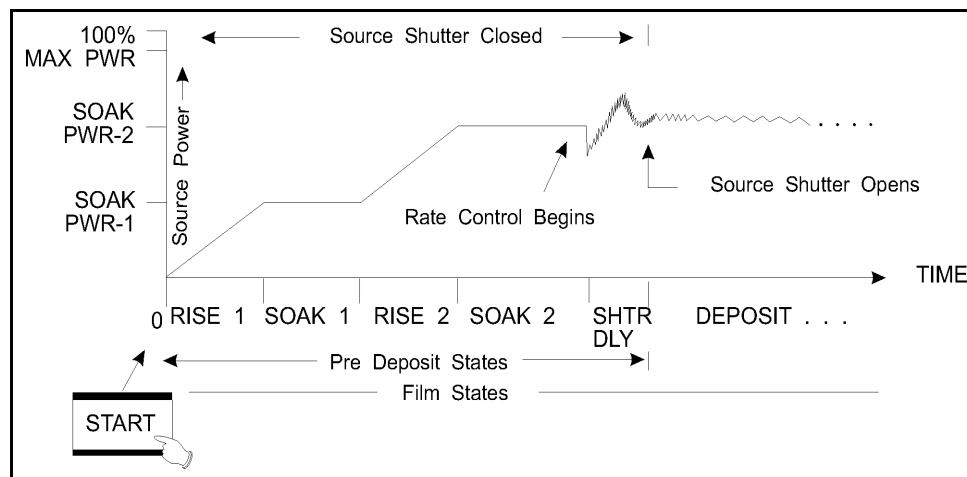 100%
MAX PWR
Source Shutter Closed
SOAK
PWR-2
Source Power
SOAK
PWR-1
Rate Control Begins
Source Shutter Opens
TIME
0
RISE 1
SOAK 1
RISE 2
SOAK 2
SHTR
DLY
DEPOSIT . . .
Pre Deposit States
Film States
START